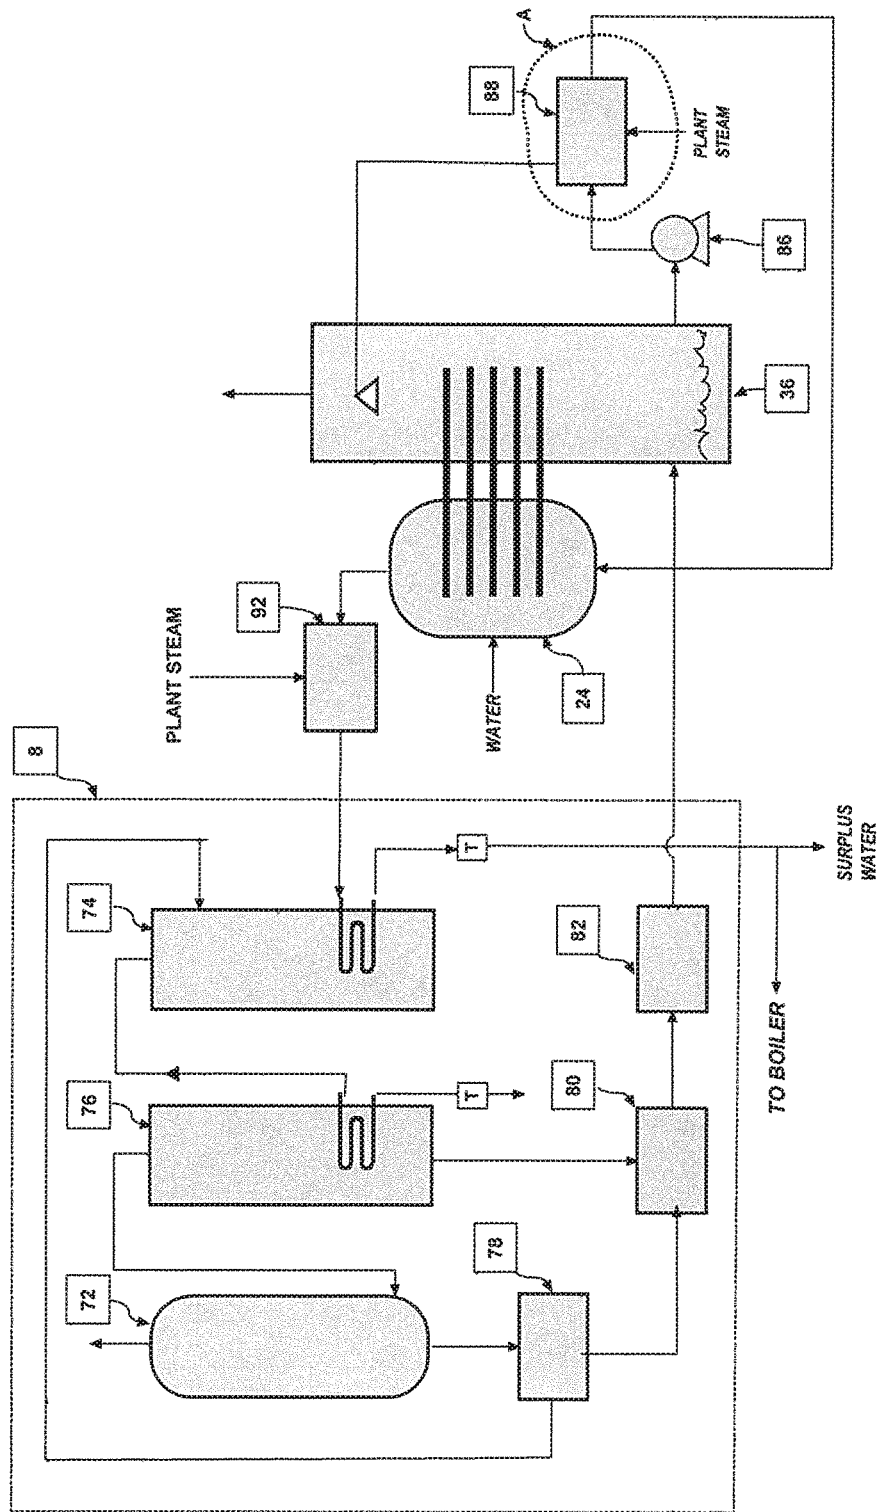 A
88
PLANT
STEAM
86
36
92
PLANT STEAM
WATER
24
8
74
T
SURPLUS
WATER
82
TO BOILER
76
T
80
72
78